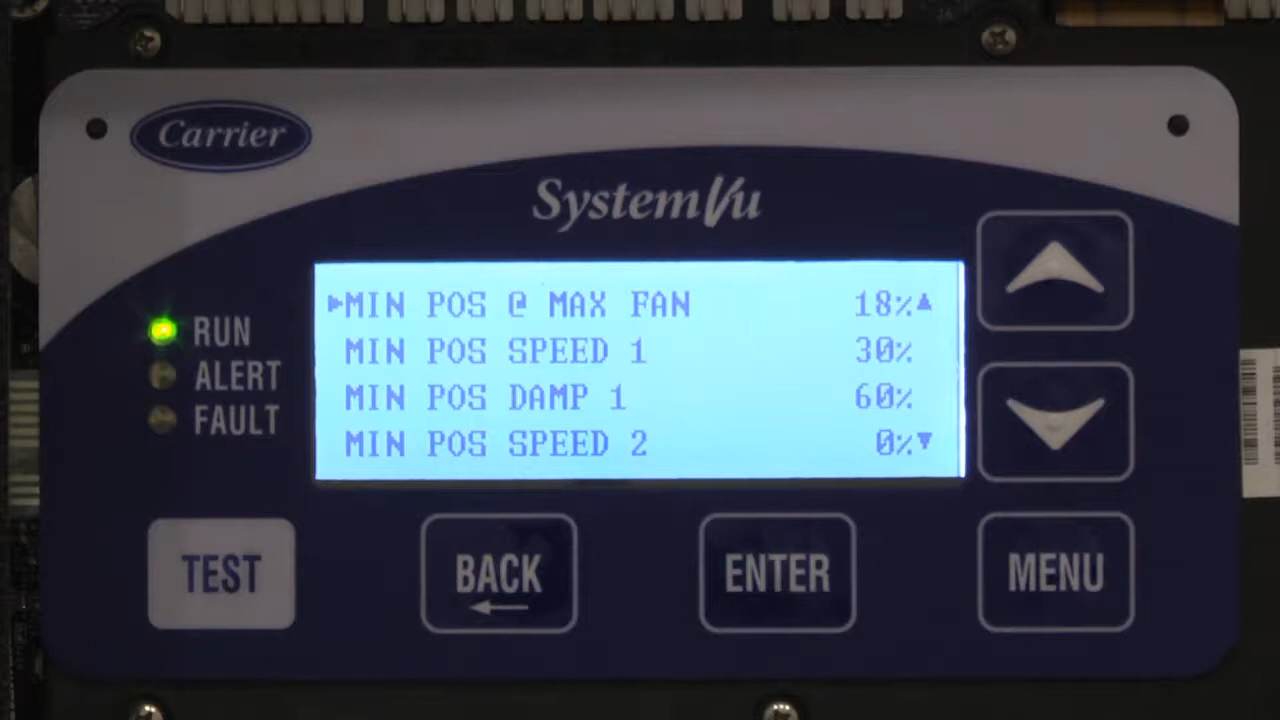 Carrier
SystemVu
RUN
ALERT
FAULT
▶MIN POS @ MAX FAN 18%▲
MIN POS SPEED 1 30%
MIN POS DAMP 1 60%
MIN POS SPEED 2 0%▼
TEST
BACK
ENTER
MENU